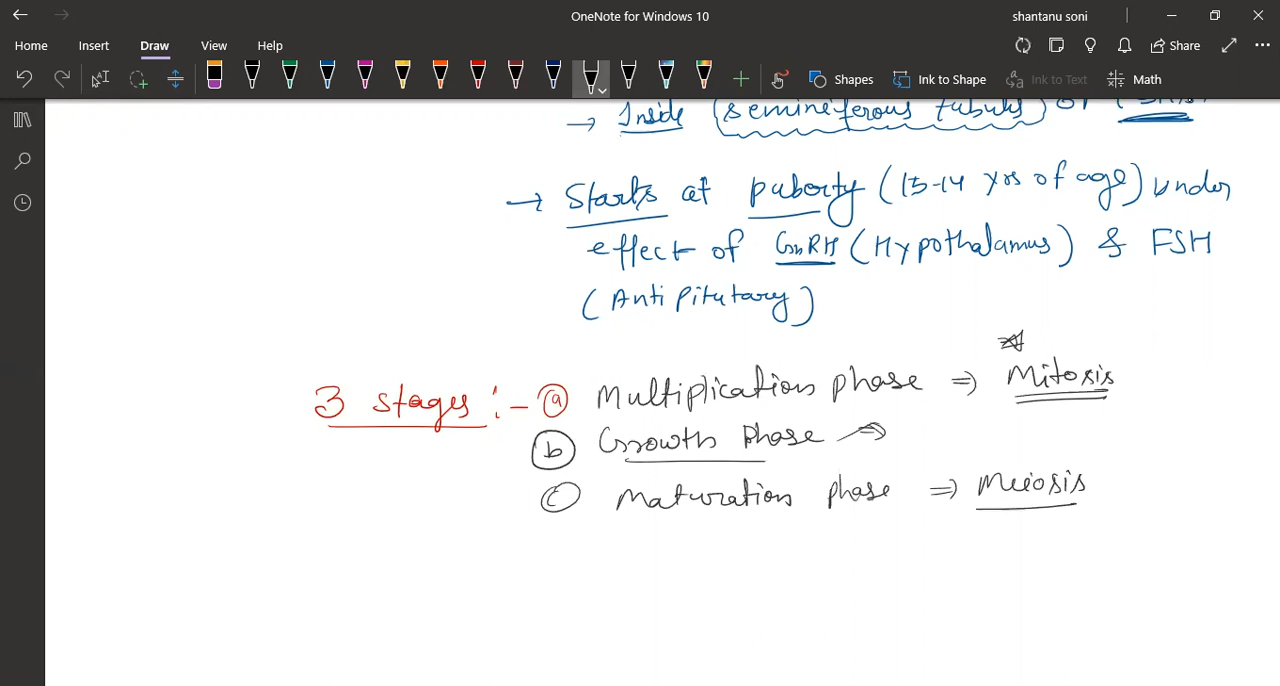 OneNote for Windows 10
shantanu soni
Home Insert Draw View Help
Share
Shapes Ink to Shape Ink to Text Math
→ Inside (seminiferous tubuls) of
→ Starts at puberty (13-14 yrs of age) under
effect of GnRH (Hypothalamus) & FSH
(Anti pitutary)
3 stages :- (a) Multiplication phase ⇒ Mitosis
(b) Growth phase ⇒
(c) Maturation phase ⇒ Meiosis